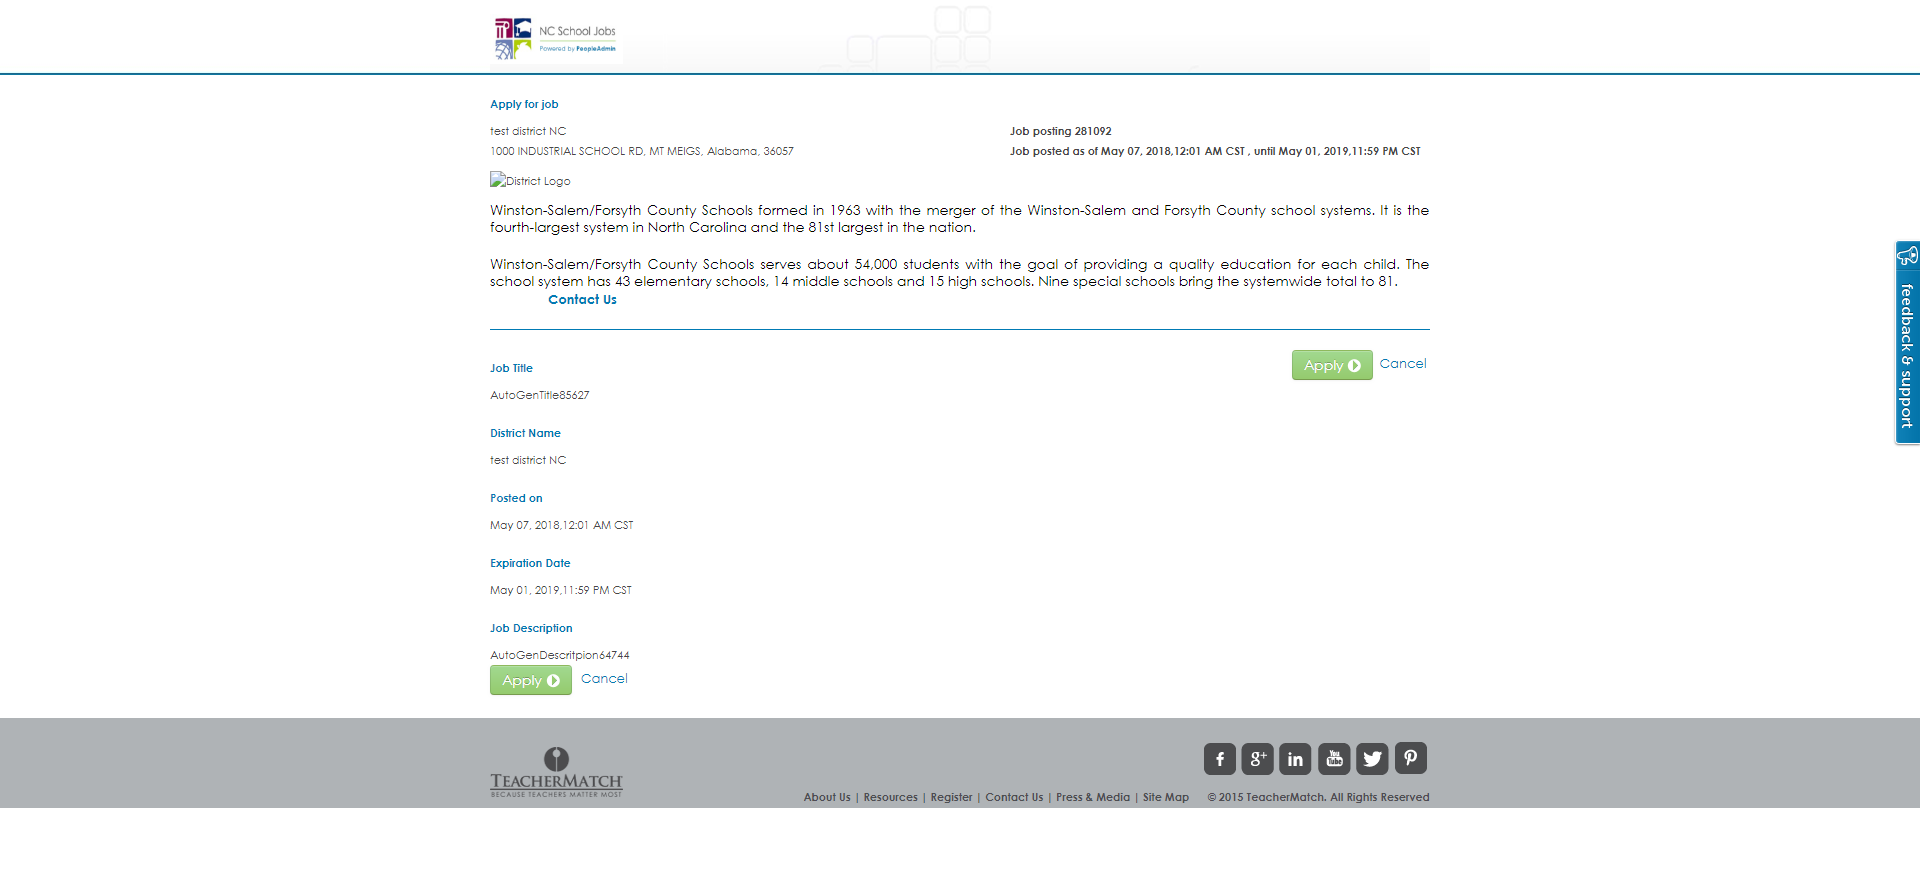 NC School Jobs
Powered by PeopleAdmin
Apply for job
test district NC
Job posting 281092
1000 INDUSTRIAL SCHOOL RD, MT MEIGS, Alabama, 36057
Job posted as of May 07, 2018,12:01 AM CST , until May 01, 2019,11:59 PM CST
District Logo
Winston-Salem/Forsyth County Schools formed in 1963 with the merger of the Winston-Salem and Forsyth County school systems. It is the
fourth-largest system in North Carolina and the 81st largest in the nation.
Winston-Salem/Forsyth County Schools serves about 54,000 students with the goal of providing a quality education for each child. The
school system has 43 elementary schools, 14 middle schools and 15 high schools. Nine special schools bring the systemwide total to 81.
Contact Us
feedback & support
Job Title
Apply Cancel
AutoGenTitle85627
District Name
test district NC
Posted on
May 07, 2018,12:01 AM CST
Expiration Date
May 01, 2019,11:59 PM CST
Job Description
AutoGenDescritpion64744
Apply Cancel
f g+ in You Tube
TEACHERMATCH
BECAUSE TEACHERS MATTER MOST
About Us | Resources | Register | Contact Us | Press & Media | Site Map © 2015 TeacherMatch. All Rights Reserved